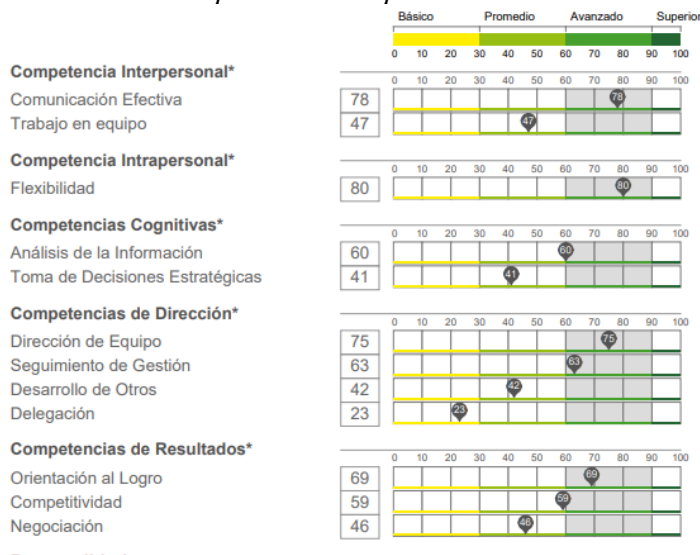 Básico Promedio Avanzado Superior
0 10 20 30 40 50 60 70 80 90 100
Competencia Interpersonal*
0 10 20 30 40 50 60 70 80 90 100
Comunicación Efectiva 78 78
Trabajo en equipo 47 47
Competencia Intrapersonal*
0 10 20 30 40 50 60 70 80 90 100
Flexibilidad 80 80
Competencias Cognitivas*
0 10 20 30 40 50 60 70 80 90 100
Análisis de la Información 60 60
Toma de Decisiones Estratégicas 41 41
Competencias de Dirección*
0 10 20 30 40 50 60 70 80 90 100
Dirección de Equipo 75 75
Seguimiento de Gestión 63 63
Desarrollo de Otros 42 42
Delegación 23 23
Competencias de Resultados*
0 10 20 30 40 50 60 70 80 90 100
Orientación al Logro 69 69
Competitividad 59 59
Negociación 46 46